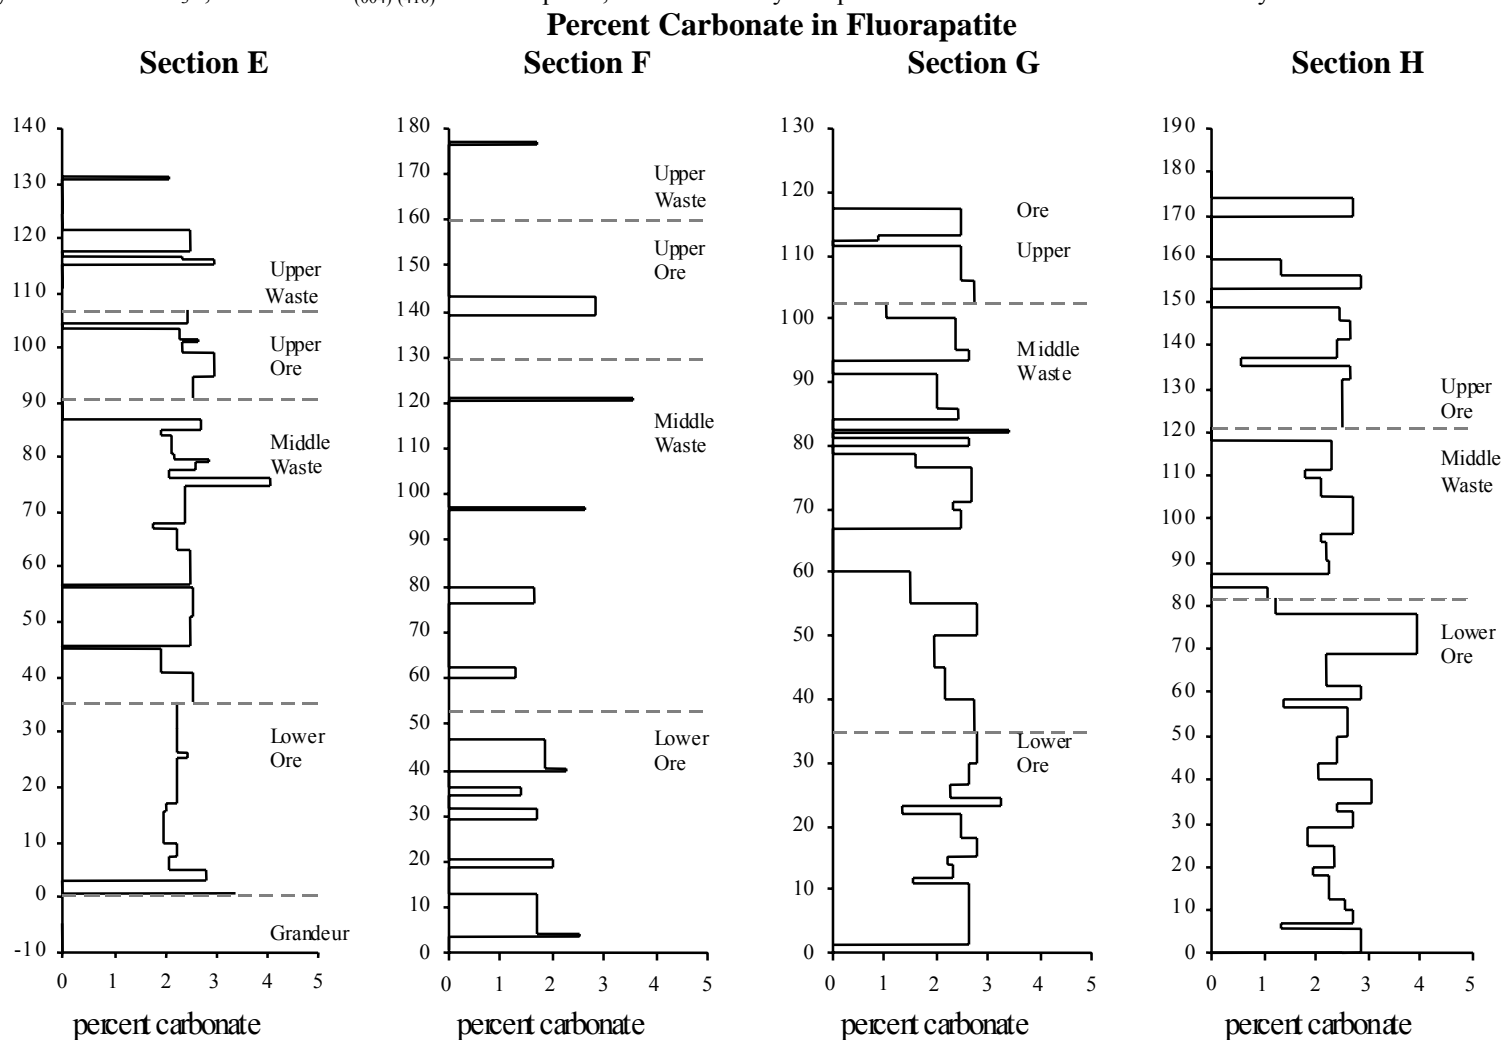 Percent Carbonate in Fluorapatite
Section E
Section F
Section G
Section H
140
130
120
110
100
90
80
70
60
50
40
30
20
10
0
-10
Upper
Waste
Upper
Ore
Middle
Waste
Lower
Ore
Grandeur
0 1 2 3 4 5
percent carbonate
180
170
160
150
140
130
120
110
100
90
80
70
60
50
40
30
20
10
0
Upper
Waste
Upper
Ore
Middle
Waste
Lower
Ore
0 1 2 3 4 5
percent carbonate
130
120
110
100
90
80
70
60
50
40
30
20
10
0
Ore
Upper
Middle
Waste
Lower
Ore
0 1 2 3 4 5
percent carbonate
190
180
170
160
150
140
130
120
110
100
90
80
70
60
50
40
30
20
10
0
Upper
Ore
Middle
Waste
Lower
Ore
0 1 2 3 4 5
percent carbonate